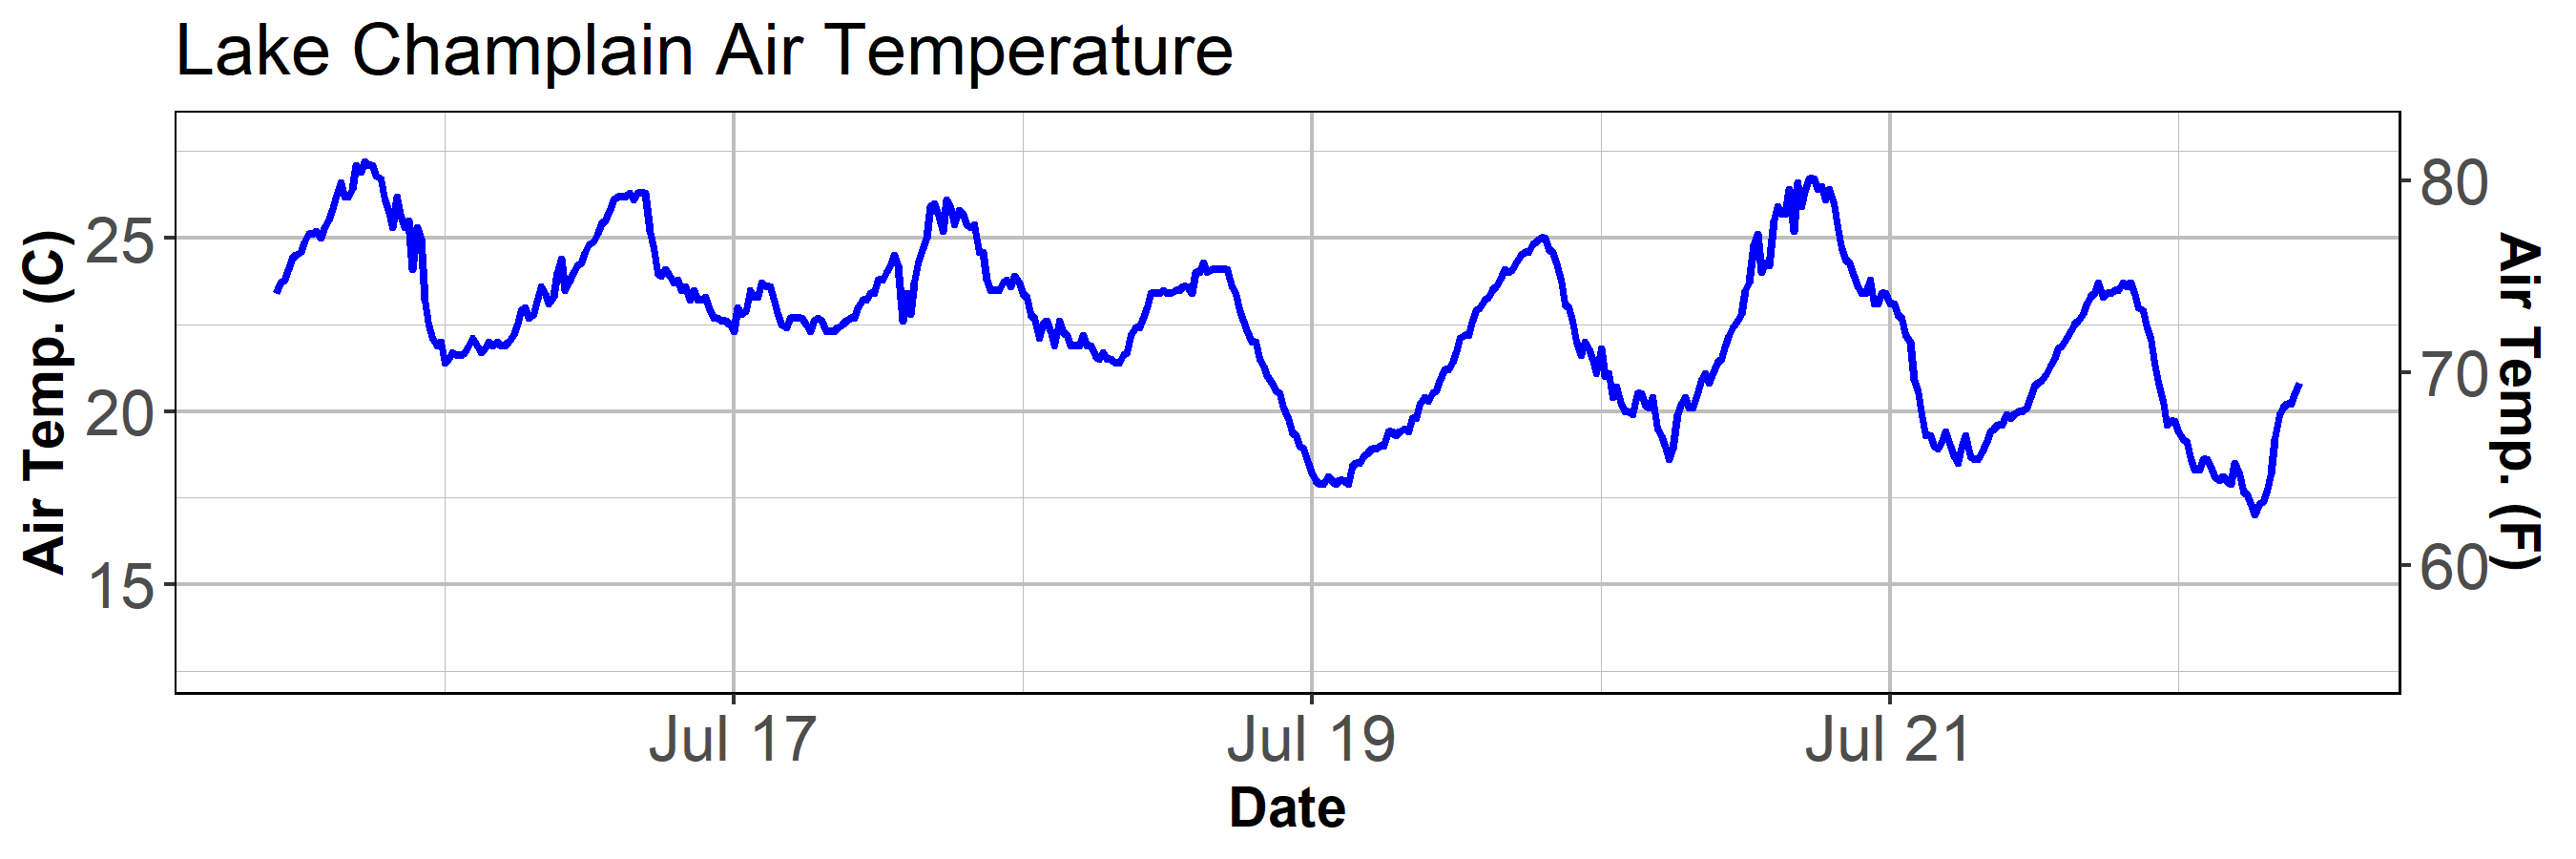 Lake Champlain Air Temperature
Air Temp. (C)
25
20
15
80
70
60
Air Temp. (F)
Jul 17
Jul 19
Jul 21
Date